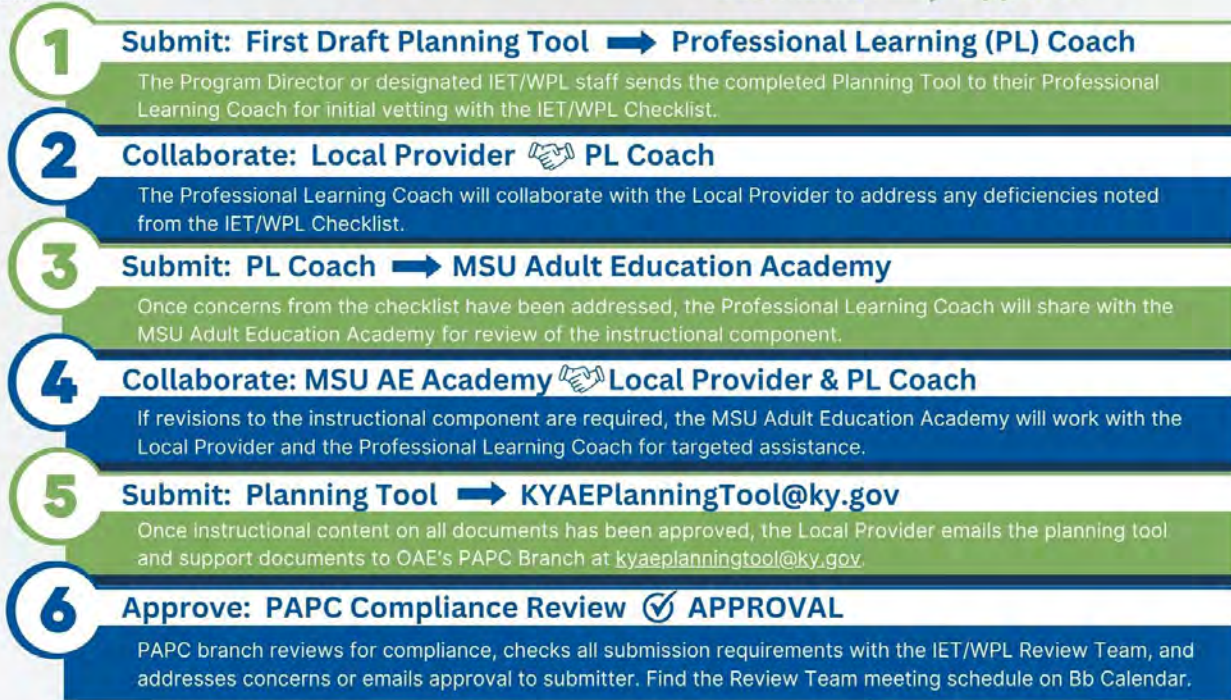 1
Submit: First Draft Planning Tool ➡ Professional Learning (PL) Coach
The Program Director or designated IET/WPL staff sends the completed Planning Tool to their Professional
Learning Coach for initial vetting with the IET/WPL Checklist.
2
Collaborate: Local Provider PL Coach
The Professional Learning Coach will collaborate with the Local Provider to address any deficiencies noted
from the IET/WPL Checklist.
3
Submit: PL Coach ➡ MSU Adult Education Academy
Once concerns from the checklist have been addressed, the Professional Learning Coach will share with the
MSU Adult Education Academy for review of the instructional component.
4
Collaborate: MSU AE Academy Local Provider & PL Coach
If revisions to the instructional component are required, the MSU Adult Education Academy will work with the
Local Provider and the Professional Learning Coach for targeted assistance.
5
Submit: Planning Tool ➡ KYAEPlanningTool@ky.gov
Once instructional content on all documents has been approved, the Local Provider emails the planning tool
and support documents to OAE's PAPC Branch at kyaeplanningtool@ky.gov.
6
Approve: PAPC Compliance Review APPROVAL
PAPC branch reviews for compliance, checks all submission requirements with the IET/WPL Review Team, and
addresses concerns or emails approval to submitter. Find the Review Team meeting schedule on Bb Calendar.